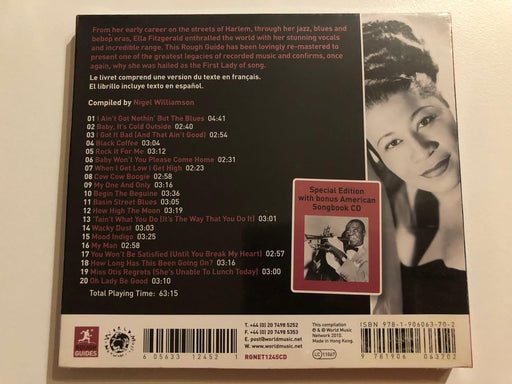 From her early career on the streets of Harlem, through her jazz, blues and
bebop eras, Ella Fitzgerald enthralled the world with her stunning vocals
and incredible range. This Rough Guide has been lovingly re-mastered to
present one of the greatest legacies of recorded music and confirms, once
again, why she was hailed as the First Lady of song.
Le livret comprend une version du texte en français.
El librillo incluye texto en español.
Compiled by Nigel Williamson
01 I Ain't Got Nothin' But The Blues 04:41
02 Baby, It's Cold Outside 02:40
03 I Got It Bad (And That Ain't Good) 02:54
04 Black Coffee 03:04
05 Rock It For Me 03:12
06 Baby Won't You Please Come Home 02:31
07 When I Get Low I Get High 02:23
08 Cow Cow Boogie 02:58
09 My One And Only 03:16
10 Begin The Beguine 03:36
11 Basin Street Blues 03:05
12 How High The Moon 03:19
13 'Tain't What You Do (It's The Way That You Do It) 03:01
14 Wacky Dust 03:03
15 Mood Indigo 03:25
16 My Man 02:58
17 You Won't Be Satisfied (Until You Break My Heart) 02:57
18 How Long Has This Been Going On? 03:16
19 Miss Otis Regrets (She's Unable To Lunch Today) 03:00
20 Oh Lady Be Good 03:10
Total Playing Time: 63:15
Special Edition
with bonus American
Songbook CD
GUIDES
6 05633 12452 1
T. +44 (0) 20 7498 5252
F. +44 (0) 20 7498 5353
E. post@worldmusic.net
W. www.worldmusic.net
RGNET1245CD
This compilation
℗ & © World Music
Network 2010.
Made in Hong Kong.
LC 11067
ISBN 978-1-906063-70-2
9 781906 063702